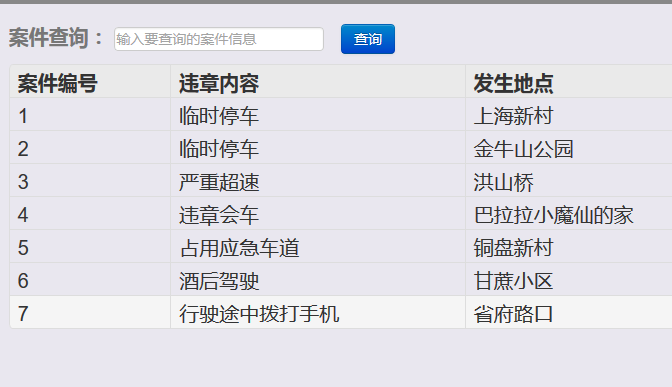 案件查询： 输入要查询的案件信息 查询
案件编号 违章内容 发生地点
1 临时停车 上海新村
2 临时停车 金牛山公园
3 严重超速 洪山桥
4 违章会车 巴拉拉小魔仙的家
5 占用应急车道 铜盘新村
6 酒后驾驶 甘蔗小区
7 行驶途中拨打手机 省府路口